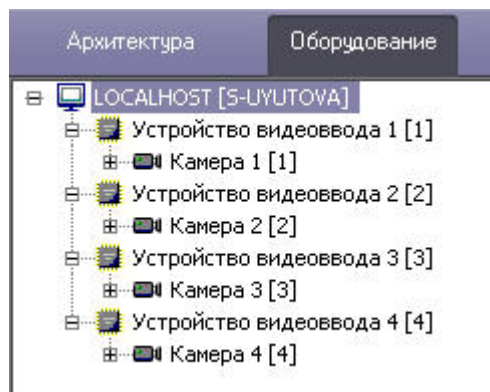 Архитектура Оборудование
LOCALHOST [S-UYUTOVA]
Устройство видеоввода 1 [1]
Камера 1 [1]
Устройство видеоввода 2 [2]
Камера 2 [2]
Устройство видеоввода 3 [3]
Камера 3 [3]
Устройство видеоввода 4 [4]
Камера 4 [4]